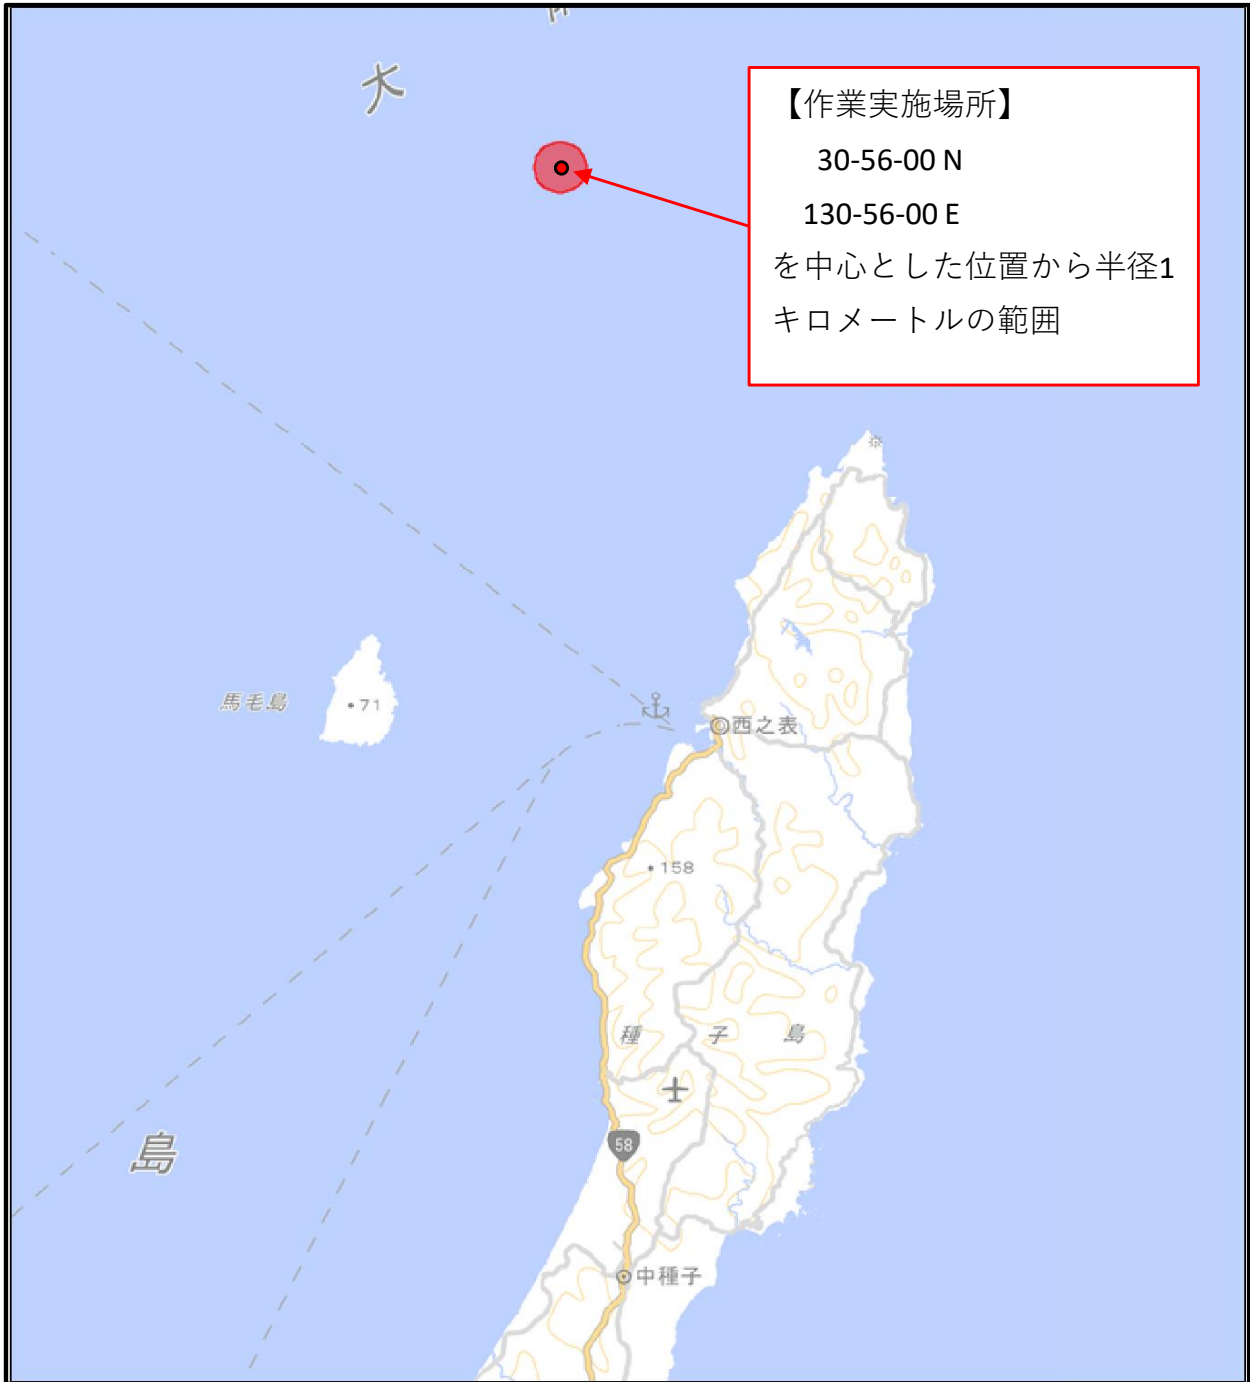 大
【作業実施場所】
30-56-00 N
130-56-00 E
を中心とした位置から半径1
キロメートルの範囲
馬毛島
71
西之表
158
種子島
島
58
中種子